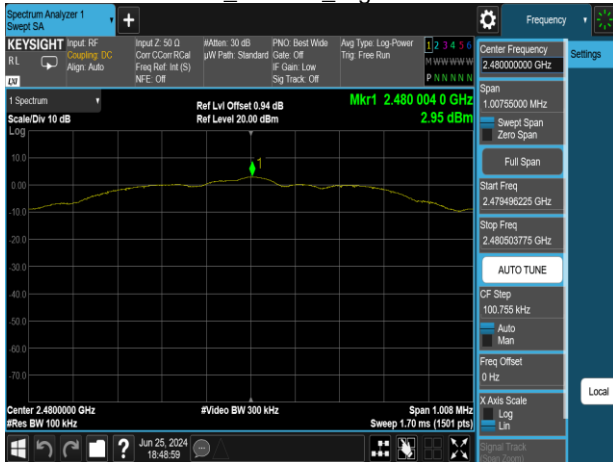 Spectrum Analyzer 1
Swept SA
+
Frequency
KEYSIGHT
RL
LXI
Input: RF
Coupling: DC
Align: Auto
Input Z: 50 Ω
Corr CCorr RCal
Freq Ref: Int (S)
NFE: Off
#Atten: 30 dB
µW Path: Standard
PNO: Best Wide
Gate: Off
IF Gain: Low
Sig Track: Off
Avg Type: Log-Power
Trig: Free Run
1 2 3 4 5 6
M W W W W W
P N N N N N
1 Spectrum
Scale/Div 10 dB
Log
Ref Lvl Offset 0.94 dB
Ref Level 20.00 dBm
Mkr1 2.480 004 0 GHz
2.95 dBm
1
10.0
0.00
-10.0
-20.0
-30.0
-40.0
-50.0
-60.0
-70.0
Center 2.4800000 GHz
#Res BW 100 kHz
#Video BW 300 kHz
Span 1.008 MHz
Sweep 1.70 ms (1501 pts)
Jun 25, 2024
18:48:59
?
Center Frequency
2.480000000 GHz
Settings
Span
1.00755000 MHz
Swept Span
Zero Span
Full Span
Start Freq
2.479496225 GHz
Stop Freq
2.480503775 GHz
AUTO TUNE
CF Step
100.755 kHz
Auto
Man
Freq Offset
0 Hz
X Axis Scale
Log
Lin
Local
Signal Track
(Span Zoom)